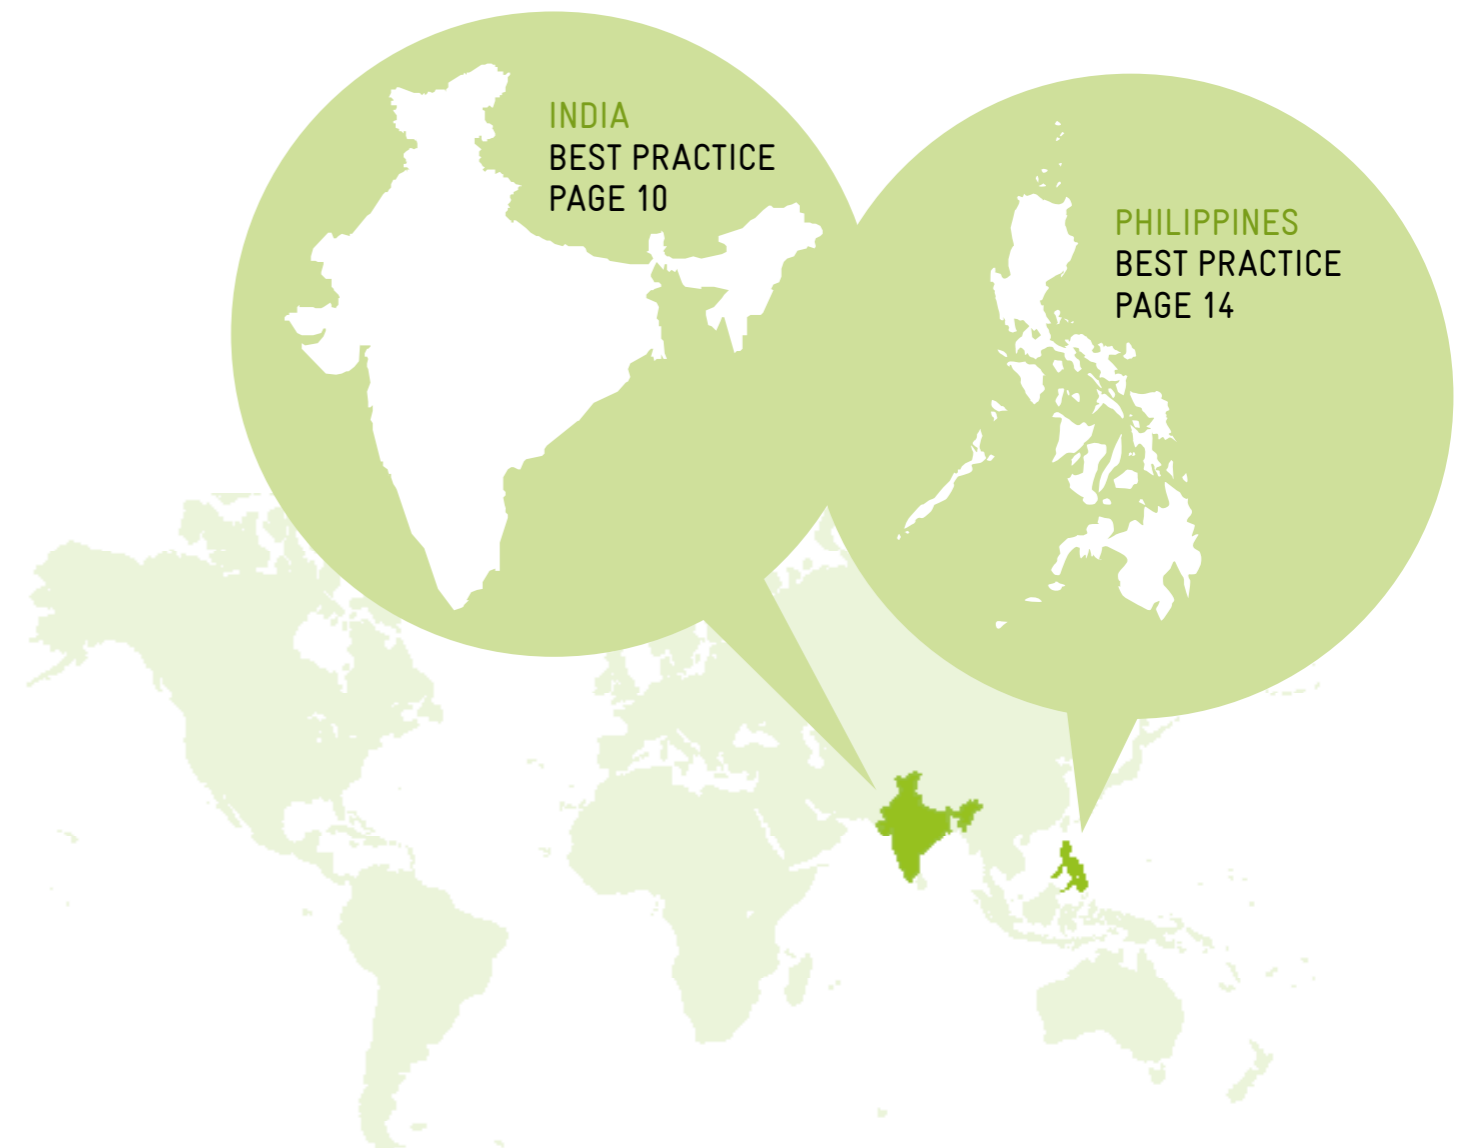 INDIA
BEST PRACTICE
PAGE 10
PHILIPPINES
BEST PRACTICE
PAGE 14